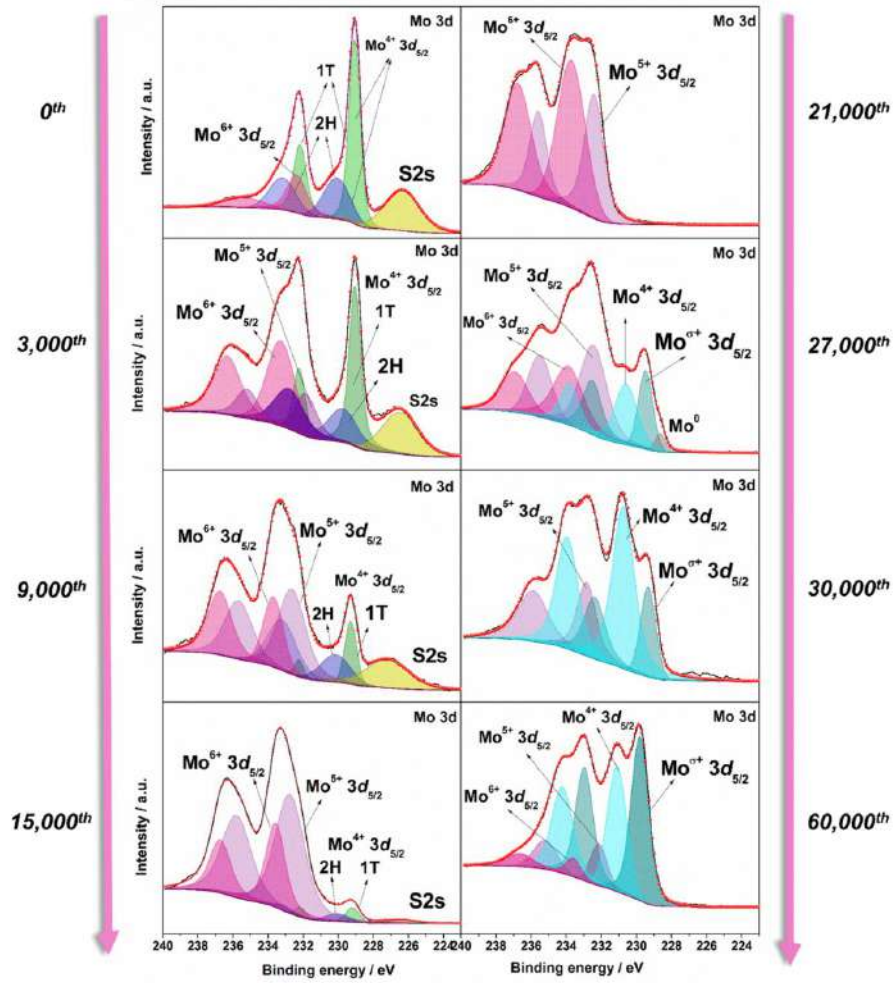 0th
3,000th
9,000th
15,000th
Intensity / a.u.
Mo 3d
Mo4+ 3d5/2
1T
2H
Mo6+ 3d5/2
S2s
Intensity / a.u.
Mo 3d
Mo5+ 3d5/2
Mo4+ 3d5/2
Mo6+ 3d5/2
1T
2H
S2s
Intensity / a.u.
Mo 3d
Mo6+ 3d5/2
Mo5+ 3d5/2
Mo4+ 3d5/2
2H
1T
S2s
Intensity / a.u.
Mo 3d
Mo6+ 3d5/2
Mo5+ 3d5/2
Mo4+ 3d5/2
2H
1T
S2s
240 238 236 234 232 230 228 226 224
Binding energy / eV
Mo 3d
Mo6+ 3d5/2
Mo5+ 3d5/2
Mo 3d
Mo5+ 3d5/2
Mo4+ 3d5/2
Mo6+ 3d5/2
Moσ+ 3d5/2
Mo0
Mo 3d
Mo5+ 3d5/2
Mo4+ 3d5/2
Moσ+ 3d5/2
Mo 3d
Mo4+ 3d5/2
Mo5+ 3d5/2
Moσ+ 3d5/2
Mo6+ 3d5/2
240 238 236 234 232 230 228 226 224
Binding energy / eV
21,000th
27,000th
30,000th
60,000th